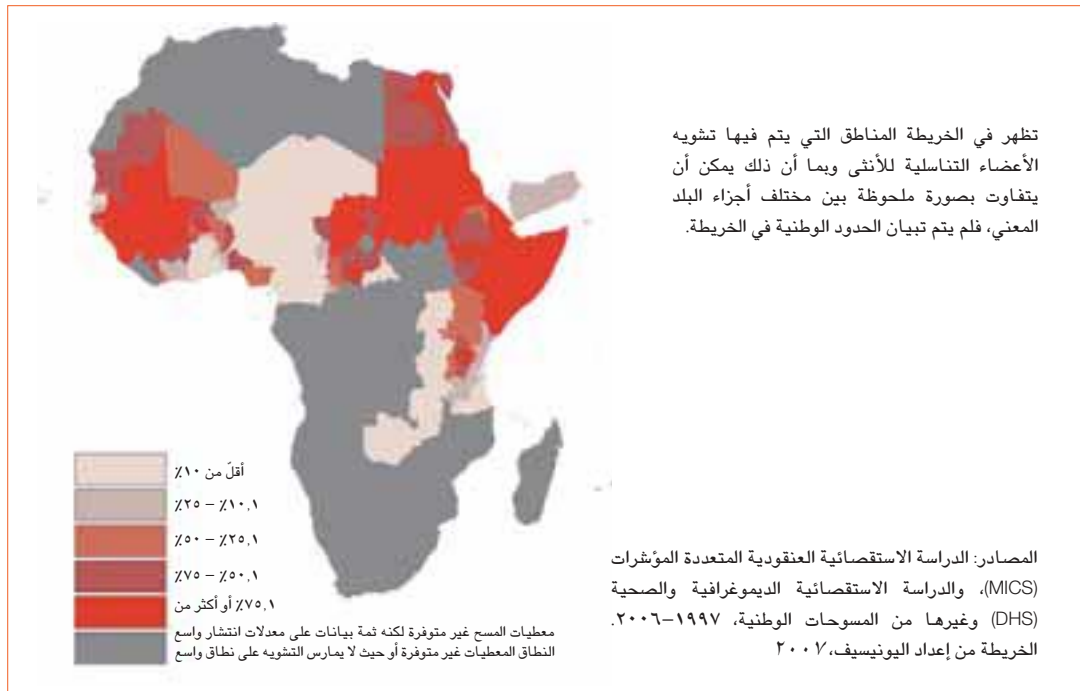 تظهر في الخريطة المناطق التي يتم فيها تشويه
الأعضاء التناسلية للأنثى وبما أن ذلك يمكن أن
يتفاوت بصورة ملحوظة بين مختلف أجزاء البلد
المعني، فلم يتم تبيان الحدود الوطنية في الخريطة.
أقلّ من ١٠٪
١٠,١٪ – ٢٥٪
٢٥,١٪ – ٥٠٪
٥٠,١٪ – ٧٥٪
٧٥,١٪ أو أكثر من
معطيات المسح غير متوفرة لكنه ثمة بيانات على معدلات انتشار واسع
النطاق المعطيات غير متوفرة أو حيث لا يمارس التشويه على نطاق واسع
المصادر: الدراسة الاستقصائية العنقودية المتعددة المؤشرات
(MICS)، والدراسة الاستقصائية الديموغرافية والصحية
(DHS) وغيرها من المسوحات الوطنية، ١٩٩٧–٢٠٠٦.
الخريطة من إعداد اليونيسيف، ٢٠٠٧